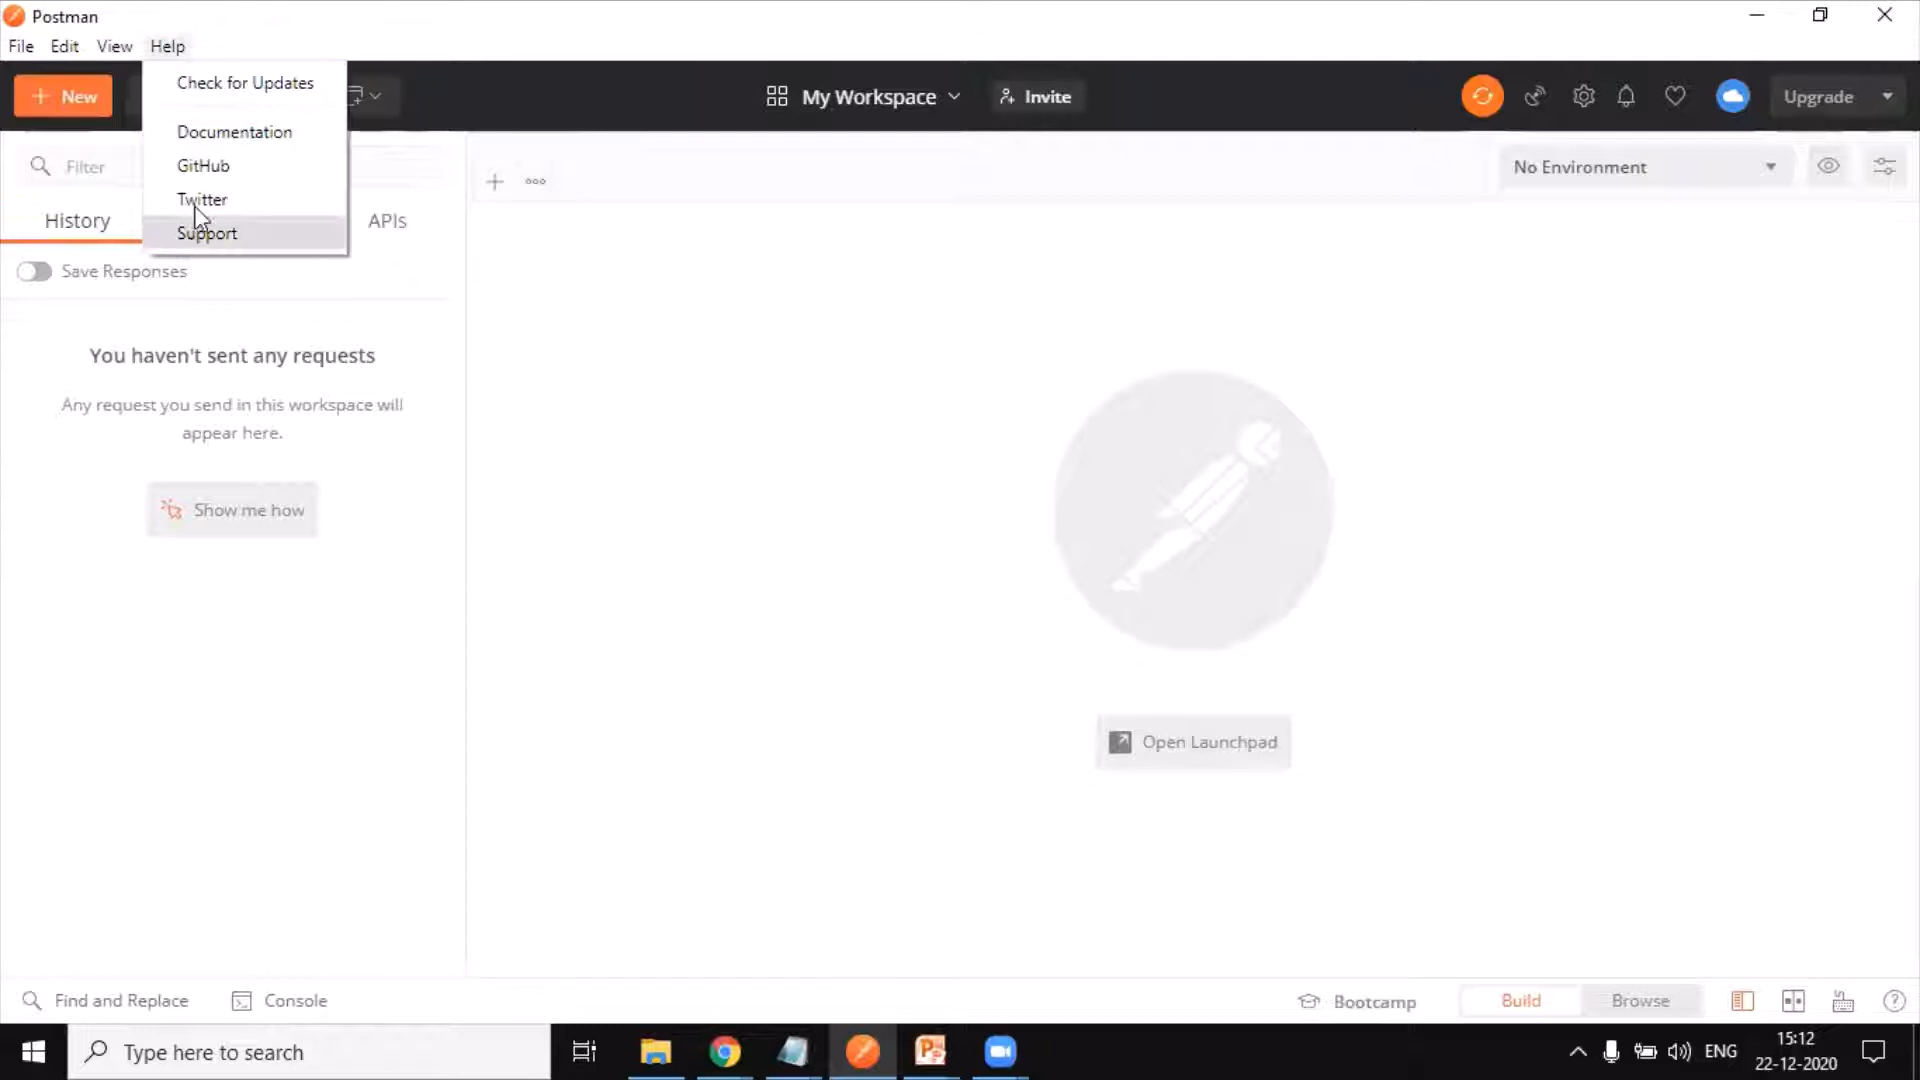 Postman
File Edit View Help
Check for Updates
Documentation
GitHub
Twitter
Support
New
My Workspace
Invite
Upgrade
Filter
No Environment
History
APIs
Save Responses
You haven't sent any requests
Any request you send in this workspace will
appear here.
Show me how
Open Launchpad
Find and Replace
Console
Bootcamp
Build
Browse
Type here to search
ENG
15:12
22-12-2020